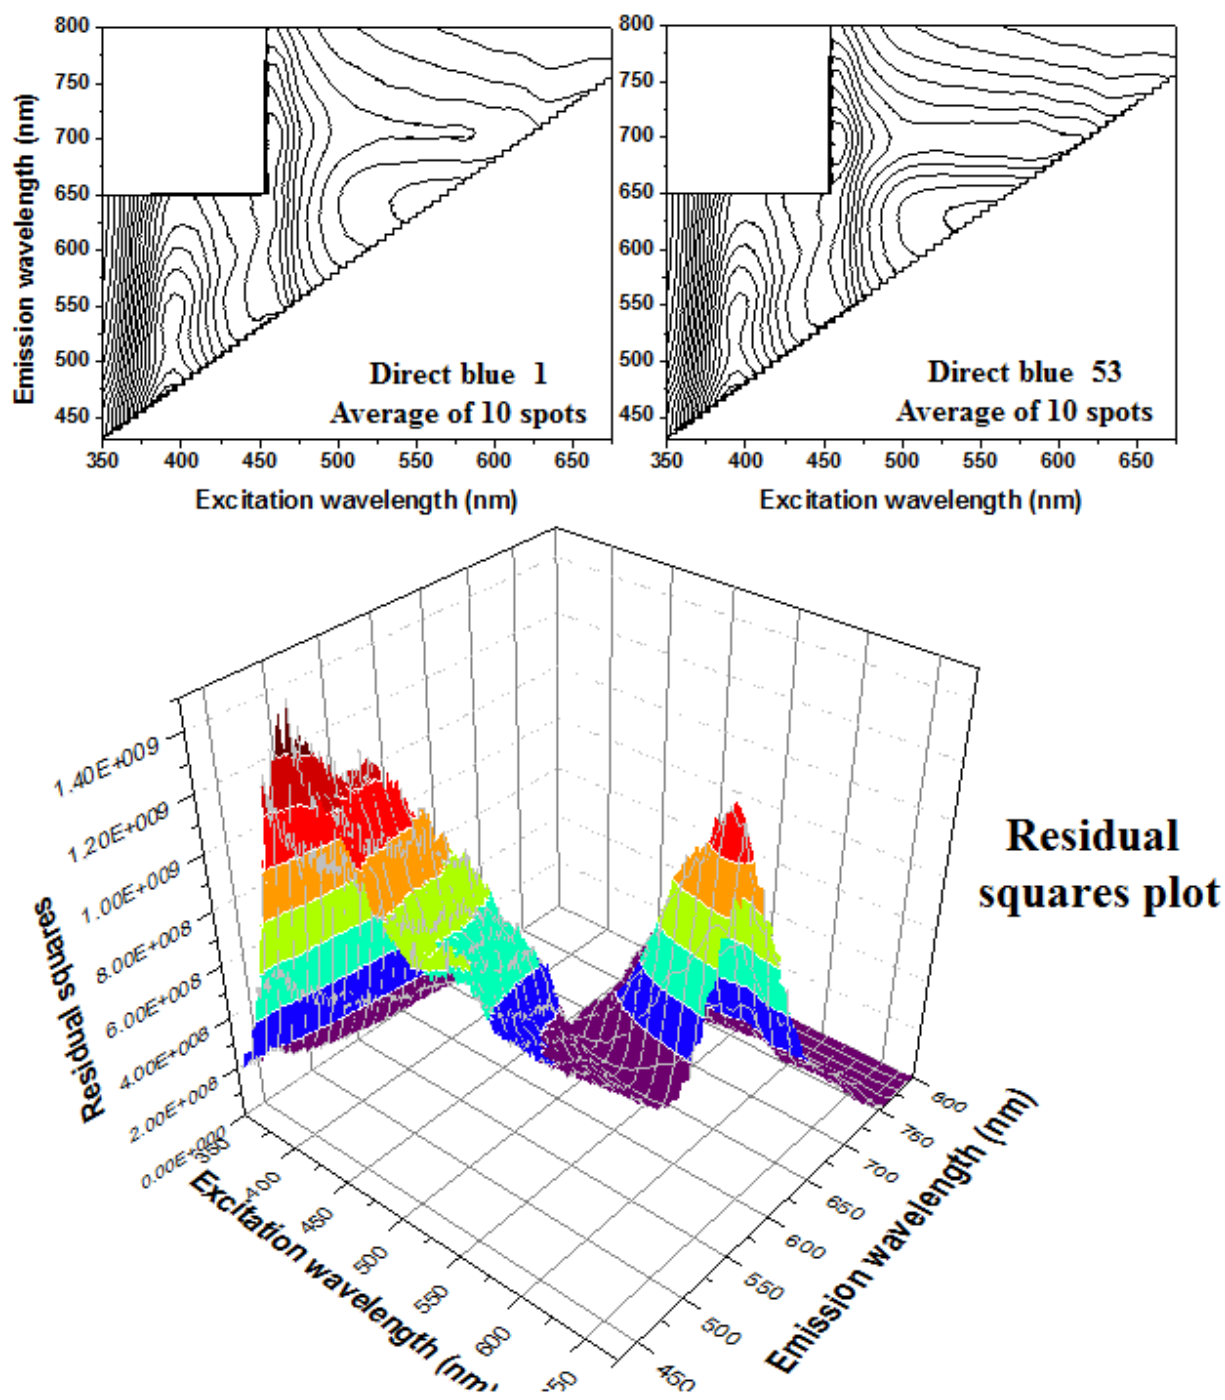 800
750
700
650
600
550
500
450
Emission wavelength (nm)
350 400 450 500 550 600 650
Excitation wavelength (nm)
Direct blue 1
Average of 10 spots
800
750
700
650
600
550
500
450
350 400 450 500 550 600 650
Excitation wavelength (nm)
Direct blue 53
Average of 10 spots
1.40E+009
1.20E+009
1.00E+009
8.00E+008
6.00E+008
4.00E+008
2.00E+008
0.00E+000
Residual squares
350
400
450
500
550
600
Excitation wavelength (nm)
450
500
550
600
650
700
750
800
Emission wavelength (nm)
Residual
squares plot